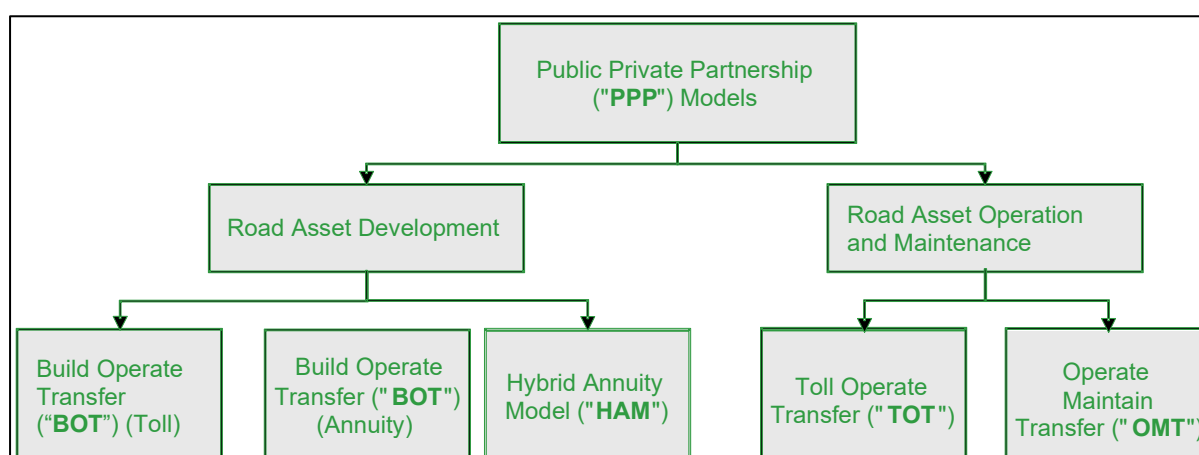 Public Private Partnership
("PPP") Models
Road Asset Development
Road Asset Operation
and Maintenance
Build Operate
Transfer
(“BOT”) (Toll)
Build Operate
Transfer ("BOT")
(Annuity)
Hybrid Annuity
Model ("HAM")
Toll Operate
Transfer ("TOT")
Operate
Maintain
Transfer ("OMT")